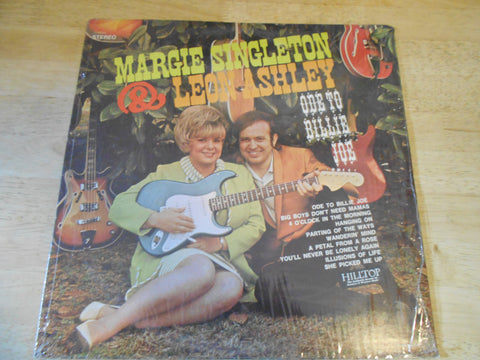 STEREO
MARGIE SINGLETON
& LEON ASHLEY
ODE TO
BILLIE
JOE
ODE TO BILLIE JOE
BIG BOYS DON'T NEED MAMAS
4 O'CLOCK IN THE MORNING
HANGING ON
PARTING OF THE WAYS
WANDERIN' MIND
A PETAL FROM A ROSE
YOU'LL NEVER BE LONELY AGAIN
ILLUSIONS OF LIFE
SHE PICKED ME UP
HILLTOP